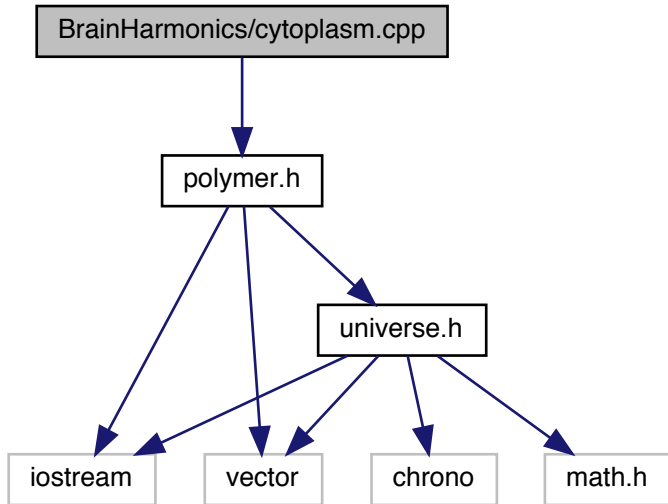 BrainHarmonics/cytoplasm.cpp
polymer.h
universe.h
iostream
vector
chrono
math.h